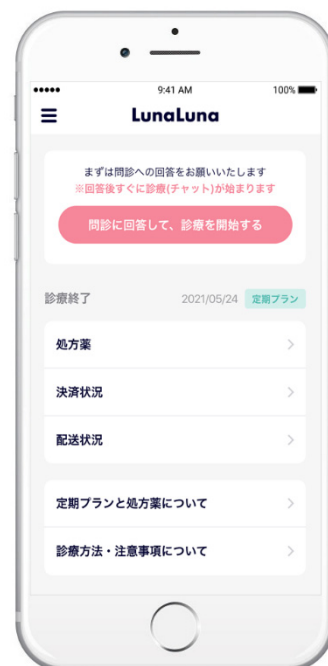 9:41 AM 100%
LunaLuna
まずは問診への回答をお願いいたします
※回答後すぐに診療(チャット)が始まります
問診に回答して、診療を開始する
診療終了 2021/05/24 定期プラン
処方薬
決済状況
配送状況
定期プランと処方薬について
診療方法・注意事項について